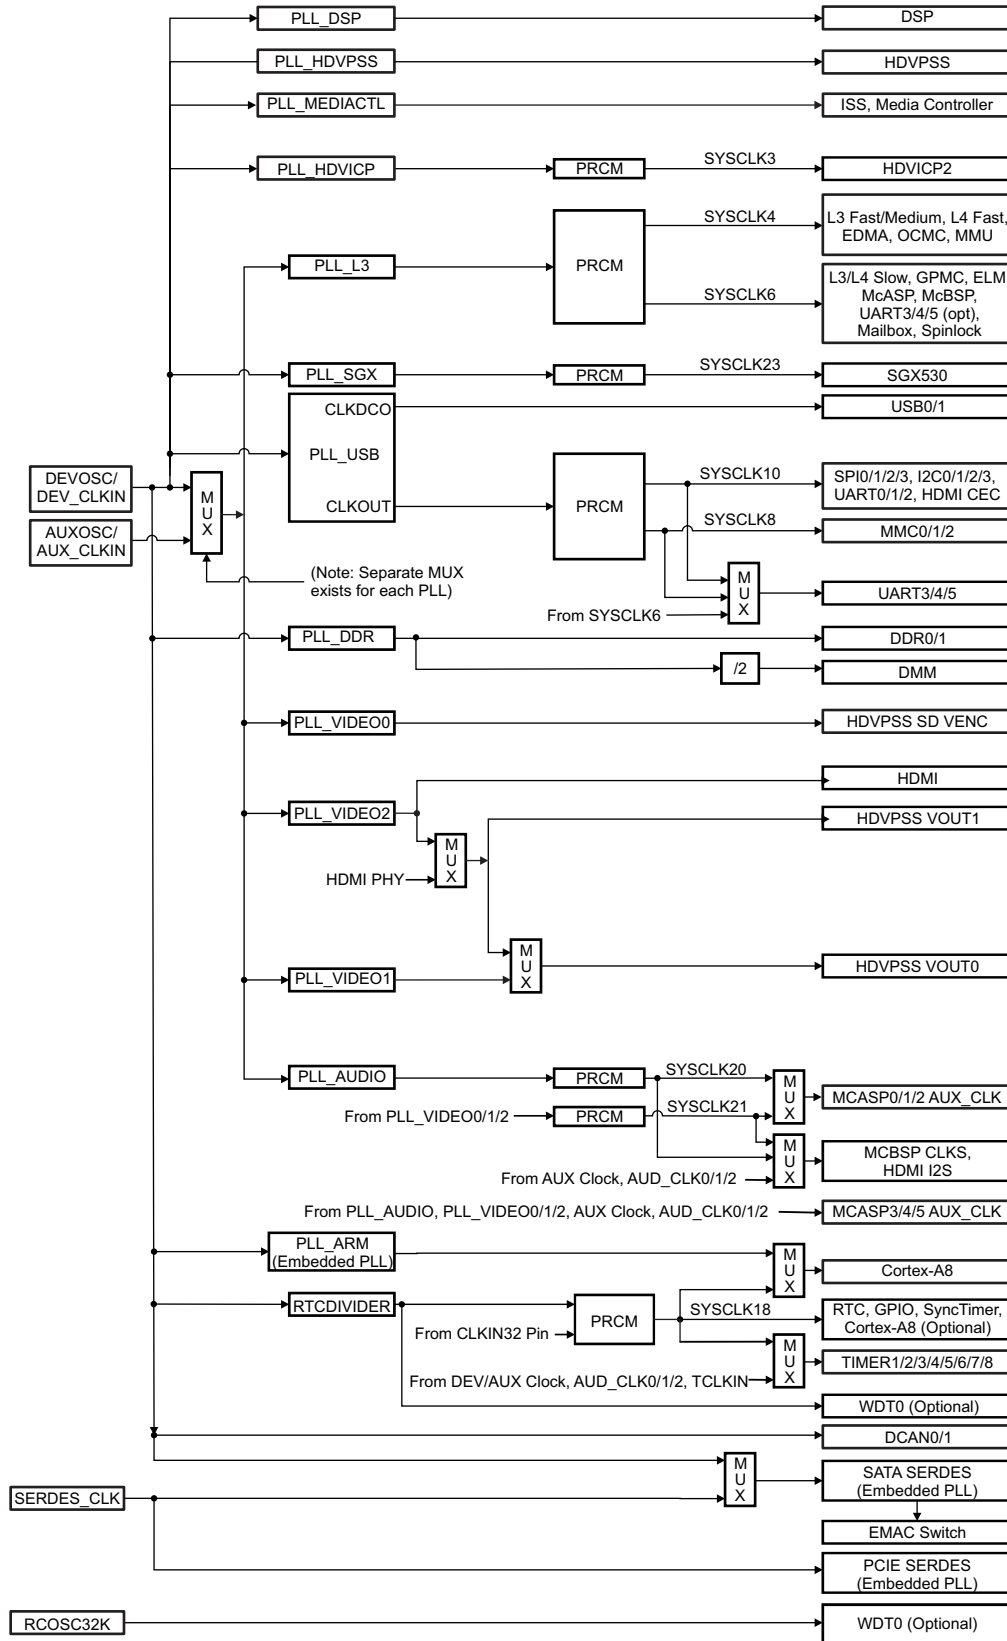 PLL_DSP
DSP
PLL_HDVPSS
HDVPSS
PLL_MEDIACTL
ISS, Media Controller
PLL_HDVICP
PRCM
SYSCLK3
HDVICP2
PLL_L3
PRCM
SYSCLK4
L3 Fast/Medium, L4 Fast,
EDMA, OCMC, MMU
SYSCLK6
L3/L4 Slow, GPMC, ELM
McASP, McBSP,
UART3/4/5 (opt),
Mailbox, Spinlock
PLL_SGX
PRCM
SYSCLK23
SGX530
CLKDCO
PLL_USB
CLKOUT
USB0/1
DEVOSC/
DEV_CLKIN
AUXOSC/
AUX_CLKIN
M
U
X
(Note: Separate MUX
exists for each PLL)
PRCM
SYSCLK10
SPI0/1/2/3, I2C0/1/2/3,
UART0/1/2, HDMI CEC
SYSCLK8
MMC0/1/2
From SYSCLK6
M
U
X
UART3/4/5
PLL_DDR
DDR0/1
/2
DMM
PLL_VIDEO0
HDVPSS SD VENC
PLL_VIDEO2
HDMI
HDMI PHY
M
U
X
HDVPSS VOUT1
PLL_VIDEO1
M
U
X
HDVPSS VOUT0
PLL_AUDIO
PRCM
SYSCLK20
From PLL_VIDEO0/1/2
PRCM
SYSCLK21
M
U
X
MCASP0/1/2 AUX_CLK
From AUX Clock, AUD_CLK0/1/2
M
U
X
MCBSP CLKS,
HDMI I2S
From PLL_AUDIO, PLL_VIDEO0/1/2, AUX Clock, AUD_CLK0/1/2
MCASP3/4/5 AUX_CLK
PLL_ARM
(Embedded PLL)
M
U
X
Cortex-A8
RTCDIVIDER
From CLKIN32 Pin
PRCM
SYSCLK18
RTC, GPIO, SyncTimer,
Cortex-A8 (Optional)
From DEV/AUX Clock, AUD_CLK0/1/2, TCLKIN
M
U
X
TIMER1/2/3/4/5/6/7/8
WDT0 (Optional)
DCAN0/1
SERDES_CLK
M
U
X
SATA SERDES
(Embedded PLL)
EMAC Switch
PCIE SERDES
(Embedded PLL)
RCOSC32K
WDT0 (Optional)